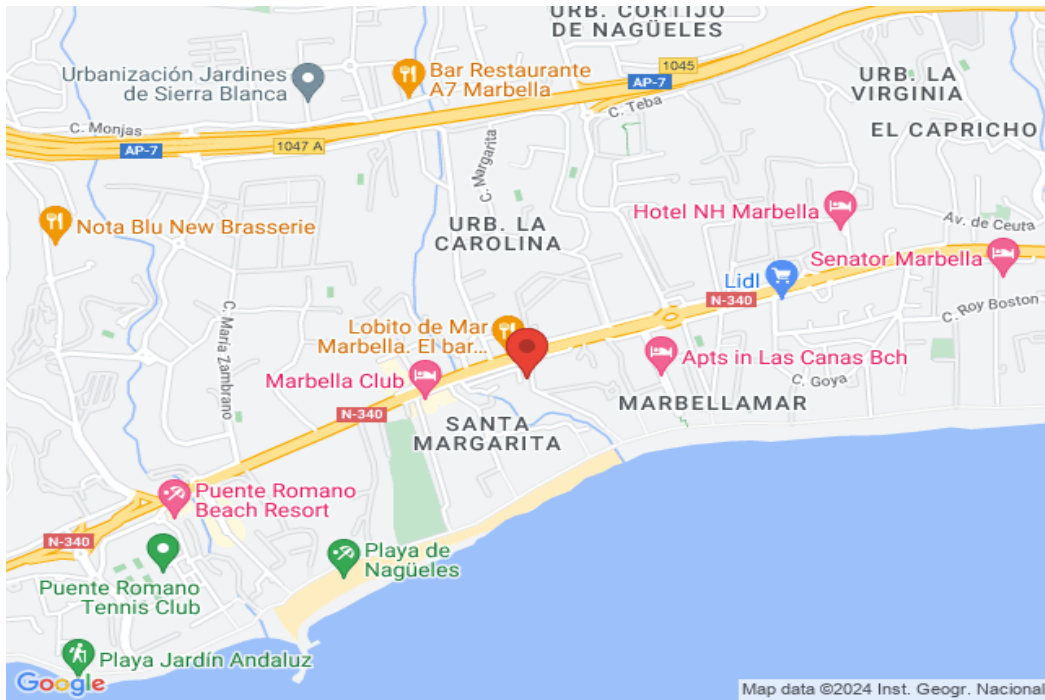 URB. CORTIJO
DE NAGÜELES
Urbanización Jardines
de Sierra Blanca
Bar Restaurante
A7 Marbella
1045
AP-7
C. Teba
URB. LA
VIRGINIA
EL CAPRICHO
C. Monjas
AP-7
1047 A
C. Margarita
Nota Blu New Brasserie
URB. LA
CAROLINA
Hotel NH Marbella
Av. de Ceuta
Senator Marbella
Lidl
N-340
C. Roy Boston
C. María Zambrano
Lobito de Mar
Marbella. El bar...
Marbella Club
Apts in Las Canas Bch
C. Goya
N-340
MARBELLAMAR
SANTA
MARGARITA
Puente Romano
Beach Resort
N-340
Playa de
Nagüeles
Puente Romano
Tennis Club
Playa Jardín Andaluz
Google
Map data ©2024 Inst. Geogr. Nacional